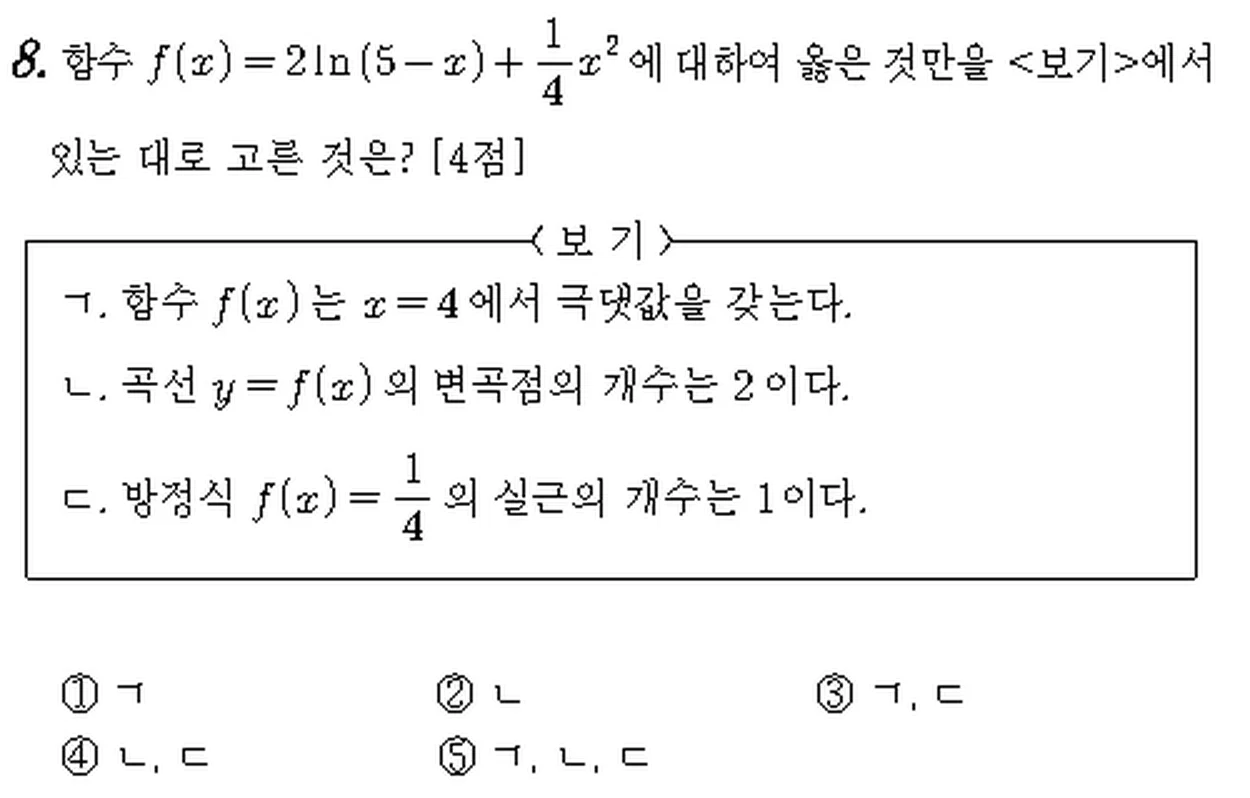 8. 함수 f(x)=2ln(5-x)+\frac{1}{4}x^2에 대하여 옳은 것만을 <보기>에서
있는 대로 고른 것은? [4점]
<보 기>
ㄱ. 함수 f(x)는 x=4에서 극댓값을 갖는다.
ㄴ. 곡선 y=f(x)의 변곡점의 개수는 2이다.
ㄷ. 방정식 f(x)=\frac{1}{4}의 실근의 개수는 1이다.
① ㄱ ② ㄴ ③ ㄱ, ㄷ
④ ㄴ, ㄷ ⑤ ㄱ, ㄴ, ㄷ